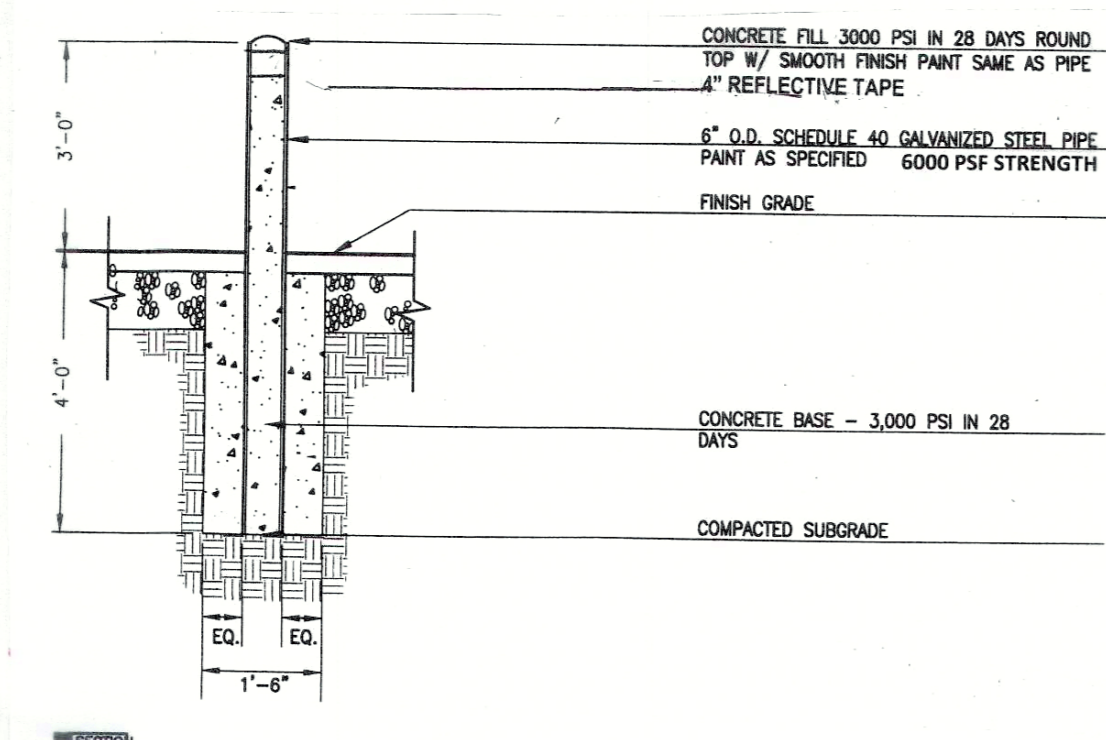 CONCRETE FILL 3000 PSI IN 28 DAYS ROUND
TOP W/ SMOOTH FINISH PAINT SAME AS PIPE
4" REFLECTIVE TAPE
3'-0"
6" O.D. SCHEDULE 40 GALVANIZED STEEL PIPE
PAINT AS SPECIFIED 6000 PSF STRENGTH
FINISH GRADE
4'-0"
CONCRETE BASE – 3,000 PSI IN 28
DAYS
COMPACTED SUBGRADE
EQ. EQ.
1'-6"